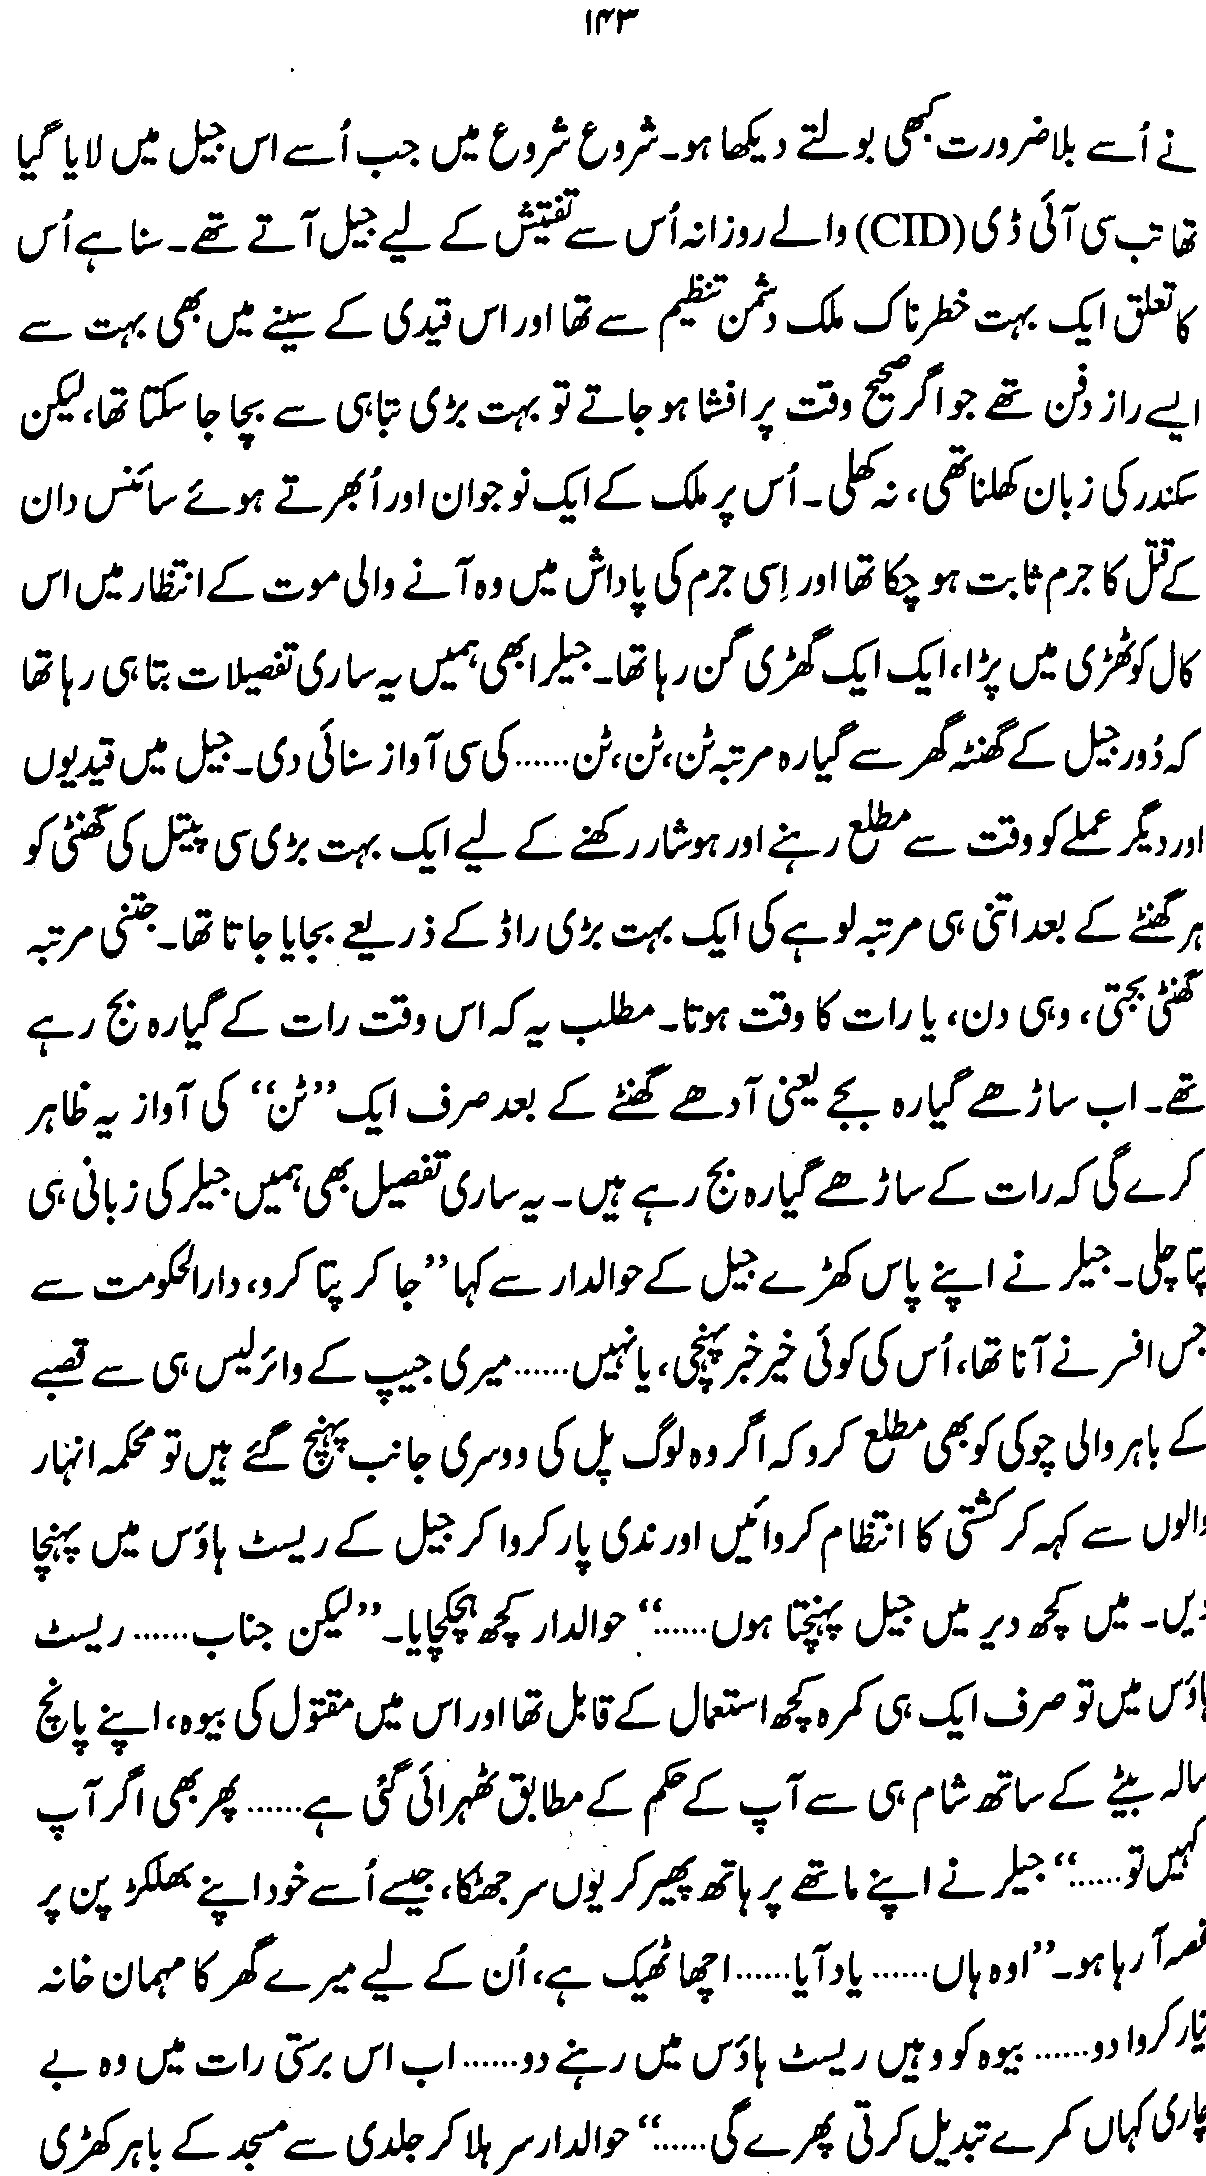 ۱۴۳
نے اُسے بلا ضرورت کبھی بولتے دیکھا ہو۔ شروع شروع میں جب اُسے اس جیل میں لایا گیا
تھا تب سی آئی ڈی (CID) والے روزانہ اُس سے تفتیش کے لیے جیل آتے تھے۔ سنا ہے اُس
کا تعلق ایک بہت خطرناک ملک دشمن تنظیم سے تھا اور اس قیدی کے سینے میں بھی بہت سے
ایسے راز دفن تھے جو اگر صحیح وقت پر افشا ہو جاتے تو بہت بڑی تباہی سے بچا جا سکتا تھا، لیکن
سکندر کی زبان کھلنا تھی، نہ کھلی۔ اُس پر ملک کے ایک نوجوان اور اُبھرتے ہوئے سائنس دان
کے قتل کا جرم ثابت ہو چکا تھا اور اِسی جرم کی پاداش میں وہ آنے والی موت کے انتظار میں اس
کال کوٹھڑی میں پڑا، ایک ایک گھڑی گن رہا تھا۔ جیلر ابھی ہمیں یہ ساری تفصیلات بتا ہی رہا تھا
کہ دُور جیل کے گھنٹہ گھر سے گیارہ مرتبہ ٹن، ٹن، ٹن...... کی سی آواز سنائی دی۔ جیل میں قیدیوں
اور دیگر عملے کو وقت سے مطلع رہنے اور ہوشار رکھنے کے لیے ایک بہت بڑی سی پیتل کی گھنٹی کو
ہر گھنٹے کے بعد اتنی ہی مرتبہ لوہے کی ایک بہت بڑی راڈ کے ذریعے بجایا جاتا تھا۔ جتنی مرتبہ
گھنٹی بجتی، وہی دن، یا رات کا وقت ہوتا۔ مطلب یہ کہ اس وقت رات کے گیارہ بج رہے
تھے۔ اب ساڑھے گیارہ بجے یعنی آدھے گھنٹے کے بعد صرف ایک ”ٹن“ کی آواز یہ ظاہر
کرے گی کہ رات کے ساڑھے گیارہ بج رہے ہیں۔ یہ ساری تفصیل بھی ہمیں جیلر کی زبانی ہی
پتا چلی۔ جیلر نے اپنے پاس کھڑے جیل کے حوالدار سے کہا ”جا کر پتا کرو، دارالحکومت سے
جس افسر نے آنا تھا، اُس کی کوئی خیر خبر پہنچی، یا نہیں...... میری جیپ کے وائرلیس ہی سے قصبے
کے باہر والی چوکی کو بھی مطلع کرو کہ اگر وہ لوگ پل کی دوسری جانب پہنچ گئے ہیں تو محکمہ انہار
والوں سے کہہ کر کشتی کا انتظام کروائیں اور ندی پار کروا کر جیل کے ریسٹ ہاؤس میں پہنچا
دیں۔ میں کچھ دیر میں جیل پہنچتا ہوں......“ حوالدار کچھ ہچکچایا۔ ”لیکن جناب...... ریسٹ
ہاؤس میں تو صرف ایک ہی کمرہ کچھ استعمال کے قابل تھا اور اس میں مقتول کی بیوہ، اپنے پانچ
سالہ بیٹے کے ساتھ شام ہی سے آپ کے حکم کے مطابق ٹھہرائی گئی ہے...... پھر بھی اگر آپ
کہیں تو......“ جیلر نے اپنے ماتھے پر ہاتھ پھیر کر یوں سر جھٹکا، جیسے اُسے خود اپنے بھلکڑ پن پر
غصہ آ رہا ہو۔ ”اوہ ہاں...... یاد آیا...... اچھا ٹھیک ہے، اُن کے لیے میرے گھر کا مہمان خانہ
تیار کروا دو...... بیوہ کو وہیں ریسٹ ہاؤس میں رہنے دو...... اب اس برستی رات میں وہ بے
چاری کہاں کمرے تبدیل کرتی پھرے گی......“ حوالدار سر ہلا کر جلدی سے مسجد کے باہر کھڑی